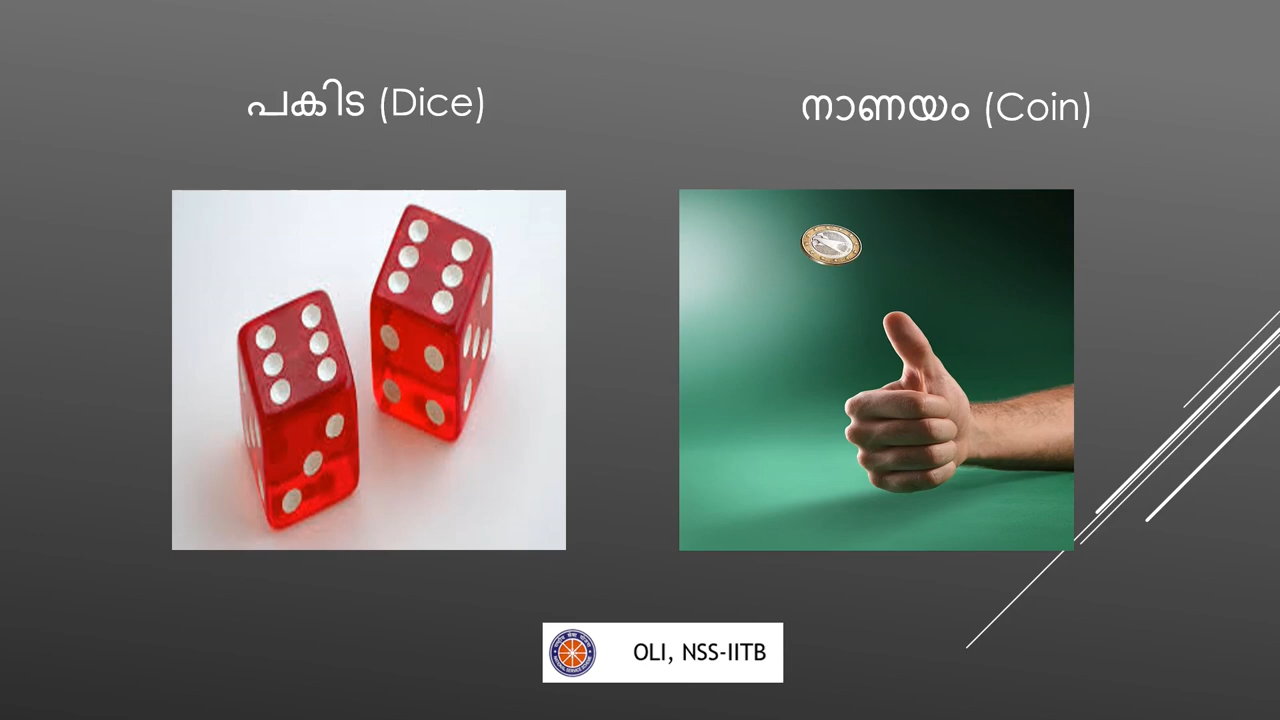 പകിട (Dice)
നാണയം (Coin)
OLI, NSS-IITB